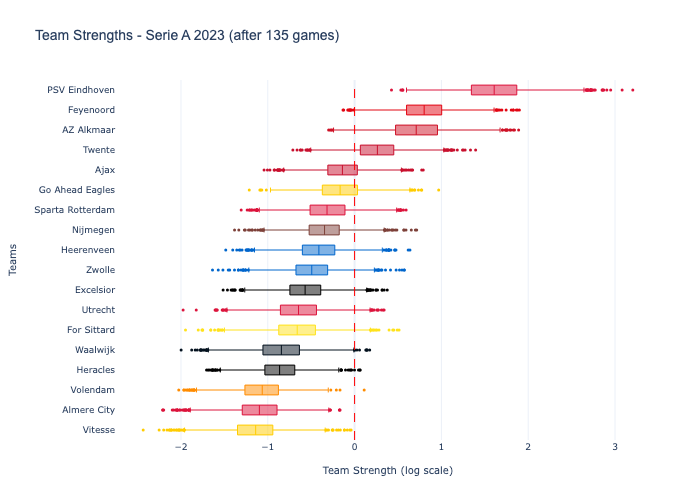 Team Strengths - Serie A 2023 (after 135 games)
PSV Eindhoven
Feyenoord
AZ Alkmaar
Twente
Ajax
Go Ahead Eagles
Sparta Rotterdam
Nijmegen
Heerenveen
Zwolle
Excelsior
Utrecht
For Sittard
Waalwijk
Heracles
Volendam
Almere City
Vitesse
Teams
−2 −1 0 1 2 3
Team Strength (log scale)